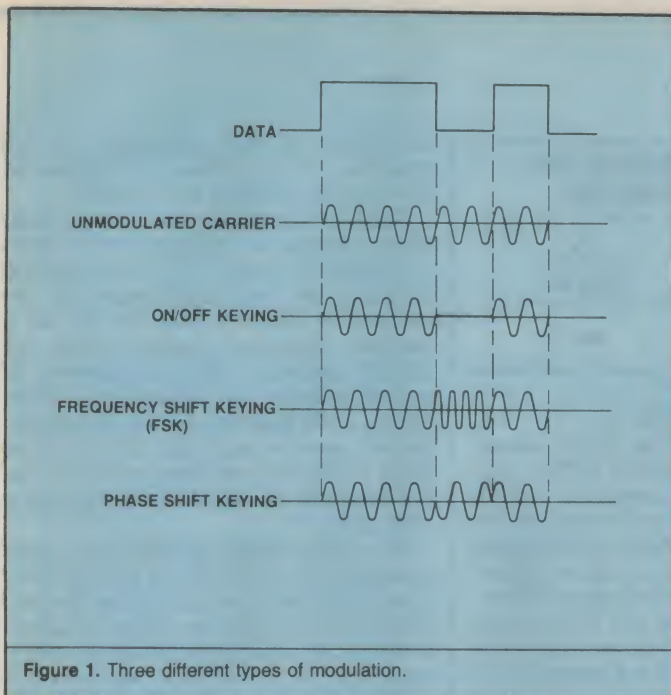 DATA
UNMODULATED CARRIER
ON/OFF KEYING
FREQUENCY SHIFT KEYING
(FSK)
PHASE SHIFT KEYING
Figure 1. Three different types of modulation.